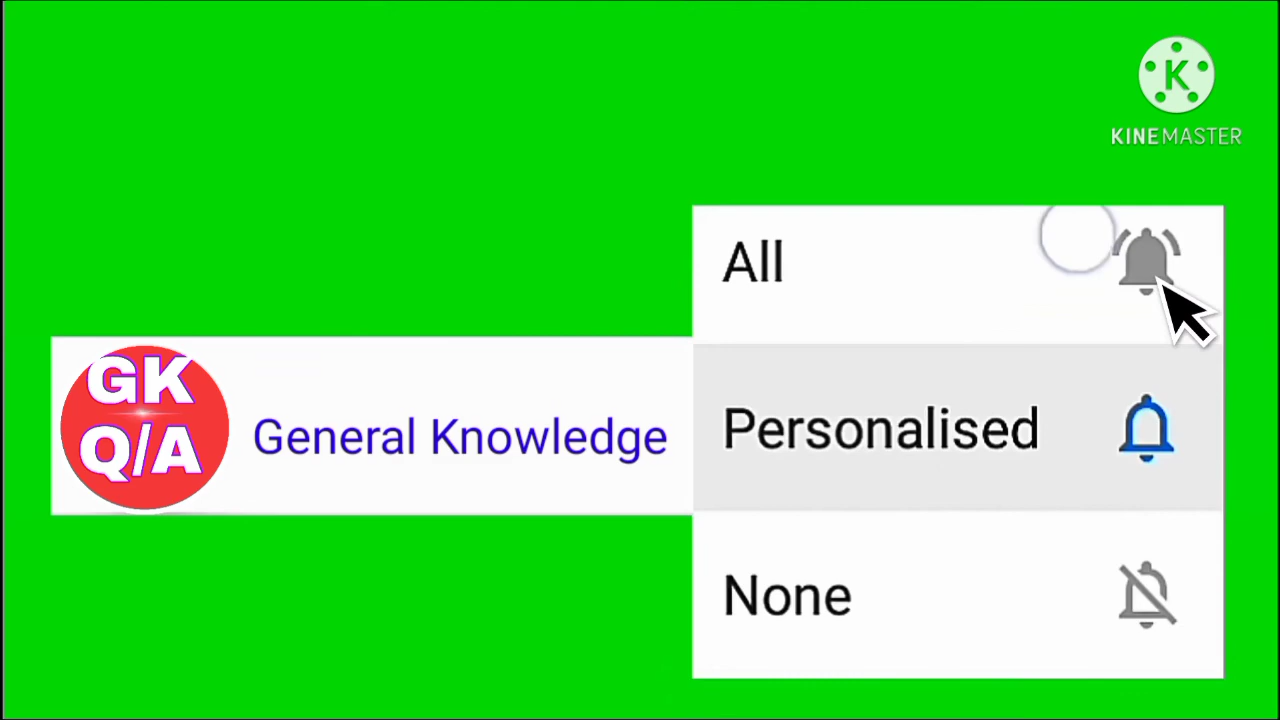 K
KINEMASTER
All
GK
Q/A
General Knowledge
Personalised
None